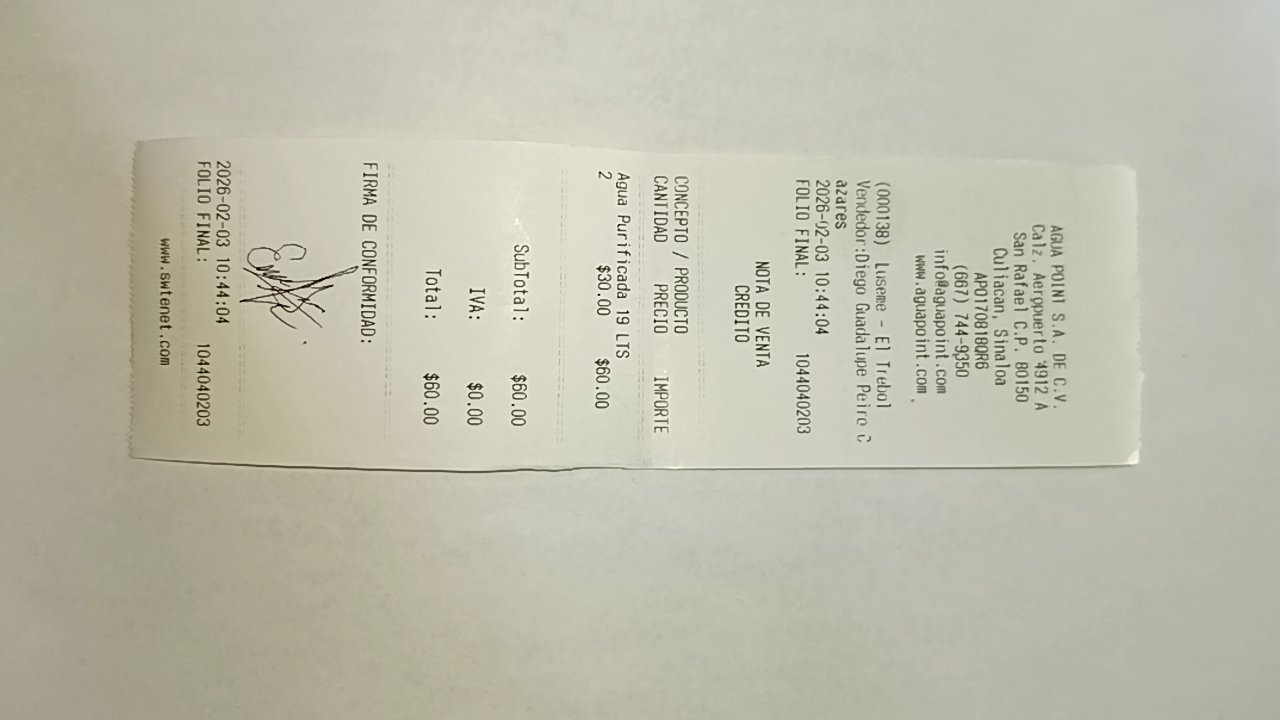 AGUA POINT S.A. DE C.V.
Calz. Aeropuerto 4912 A
San Rafael C.P. 80150
Culiacan, Sinaloa
APO170818QR6
(667) 744-9350
info@aguapoint.com
www.aguapoint.com
(000138) Luseme - El Trebol
Vendedor:Diego Guadalupe Peiro C
azares
2026-02-03 10:44:04
FOLIO FINAL: 1044040203
NOTA DE VENTA
CREDITO
CONCEPTO / PRODUCTO
CANTIDAD PRECIO IMPORTE
Agua Purificada 19 LTS
2 $30.00 $60.00
SubTotal: $60.00
IVA: $0.00
Total: $60.00
FIRMA DE CONFORMIDAD:
2026-02-03 10:44:04
FOLIO FINAL: 1044040203
www.swtenet.com